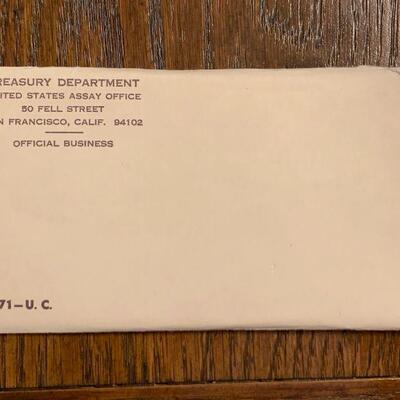 REASURY DEPARTMENT
ITED STATES ASSAY OFFICE
50 FELL STREET
N FRANCISCO, CALIF. 94102
OFFICIAL BUSINESS
71-U. C.